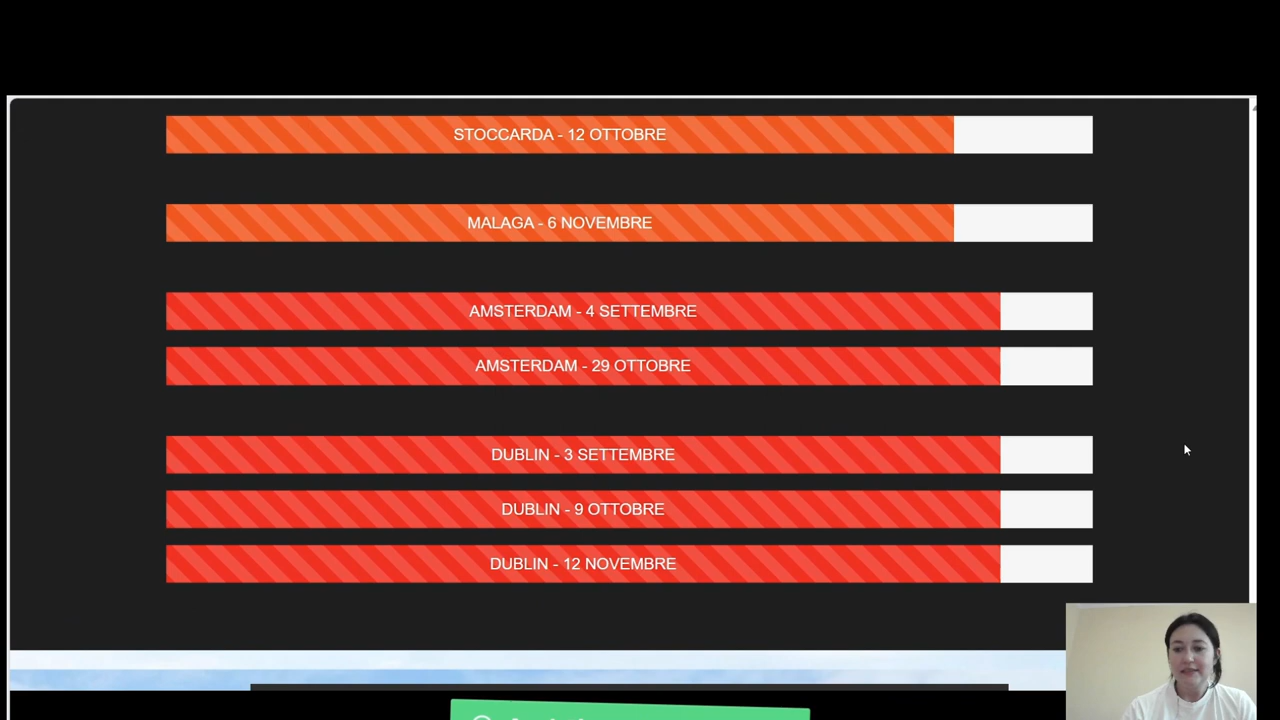 STOCCARDA - 12 OTTOBRE
MALAGA - 6 NOVEMBRE
AMSTERDAM - 4 SETTEMBRE
AMSTERDAM - 29 OTTOBRE
DUBLIN - 3 SETTEMBRE
DUBLIN - 9 OTTOBRE
DUBLIN - 12 NOVEMBRE